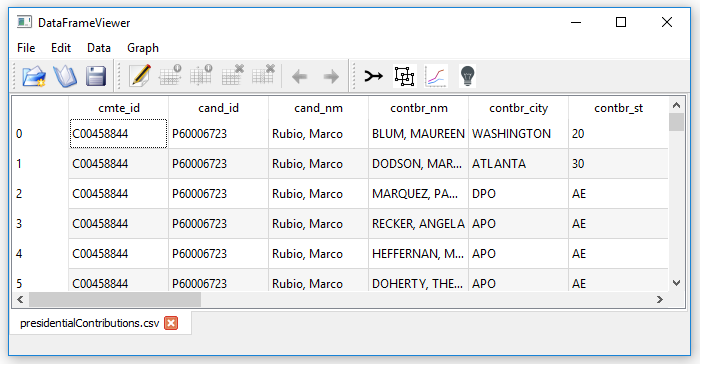 DataFrameViewer
File Edit Data Graph
cmte_id cand_id cand_nm contbr_nm contbr_city contbr_st
0 C00458844 P60006723 Rubio, Marco BLUM, MAUREEN WASHINGTON 20
1 C00458844 P60006723 Rubio, Marco DODSON, MAR... ATLANTA 30
2 C00458844 P60006723 Rubio, Marco MARQUEZ, PA... DPO AE
3 C00458844 P60006723 Rubio, Marco RECKER, ANGELA APO AE
4 C00458844 P60006723 Rubio, Marco HEFFERNAN, M... APO AE
5 C00458844 P60006723 Rubio, Marco DOHERTY, THE... APO AE
presidentialContributions.csv